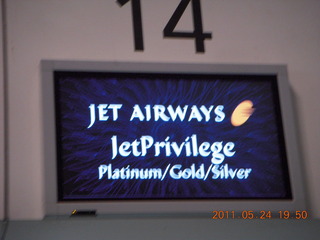 14
JET AIRWAYS
JetPrivilege
Platinum/Gold/Silver
2011 05 24 19 50